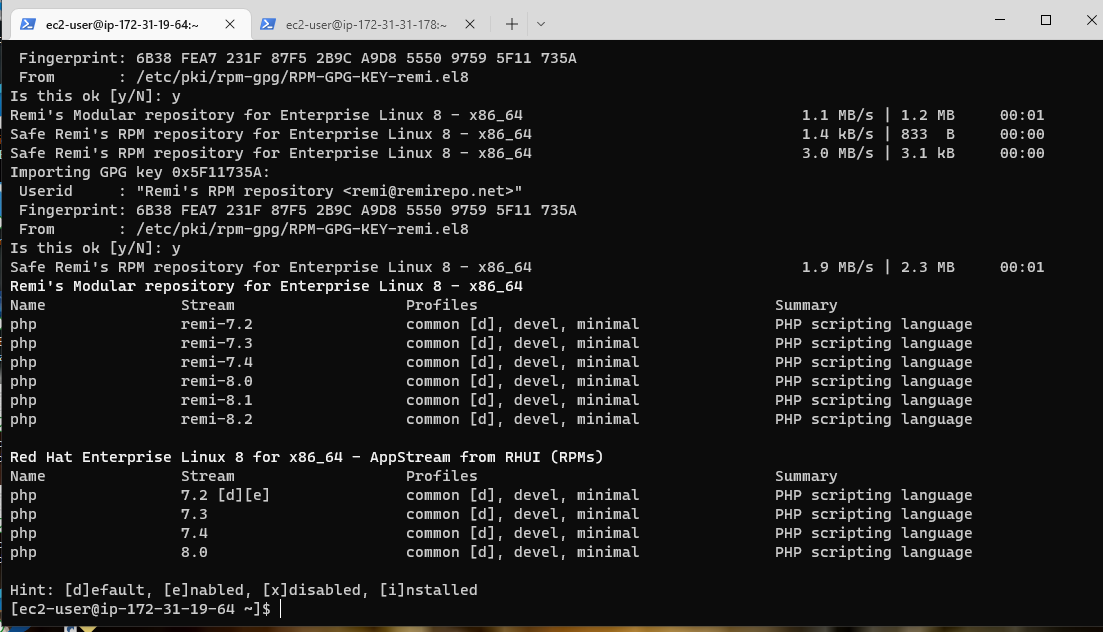 ec2-user@ip-172-31-19-64:~ ec2-user@ip-172-31-31-178:~
Fingerprint: 6B38 FEA7 231F 87F5 2B9C A9D8 5550 9759 5F11 735A
From : /etc/pki/rpm-gpg/RPM-GPG-KEY-remi.el8
Is this ok [y/N]: y
Remi's Modular repository for Enterprise Linux 8 - x86_64 1.1 MB/s | 1.2 MB 00:01
Safe Remi's RPM repository for Enterprise Linux 8 - x86_64 1.4 kB/s | 833 B 00:00
Safe Remi's RPM repository for Enterprise Linux 8 - x86_64 3.0 MB/s | 3.1 kB 00:00
Importing GPG key 0x5F11735A:
Userid : "Remi's RPM repository <remi@remirepo.net>"
Fingerprint: 6B38 FEA7 231F 87F5 2B9C A9D8 5550 9759 5F11 735A
From : /etc/pki/rpm-gpg/RPM-GPG-KEY-remi.el8
Is this ok [y/N]: y
Safe Remi's RPM repository for Enterprise Linux 8 - x86_64 1.9 MB/s | 2.3 MB 00:01
Remi's Modular repository for Enterprise Linux 8 - x86_64
Name Stream Profiles Summary
php remi-7.2 common [d], devel, minimal PHP scripting language
php remi-7.3 common [d], devel, minimal PHP scripting language
php remi-7.4 common [d], devel, minimal PHP scripting language
php remi-8.0 common [d], devel, minimal PHP scripting language
php remi-8.1 common [d], devel, minimal PHP scripting language
php remi-8.2 common [d], devel, minimal PHP scripting language
Red Hat Enterprise Linux 8 for x86_64 - AppStream from RHUI (RPMs)
Name Stream Profiles Summary
php 7.2 [d][e] common [d], devel, minimal PHP scripting language
php 7.3 common [d], devel, minimal PHP scripting language
php 7.4 common [d], devel, minimal PHP scripting language
php 8.0 common [d], devel, minimal PHP scripting language
Hint: [d]efault, [e]nabled, [x]disabled, [i]nstalled
[ec2-user@ip-172-31-19-64 ~]$